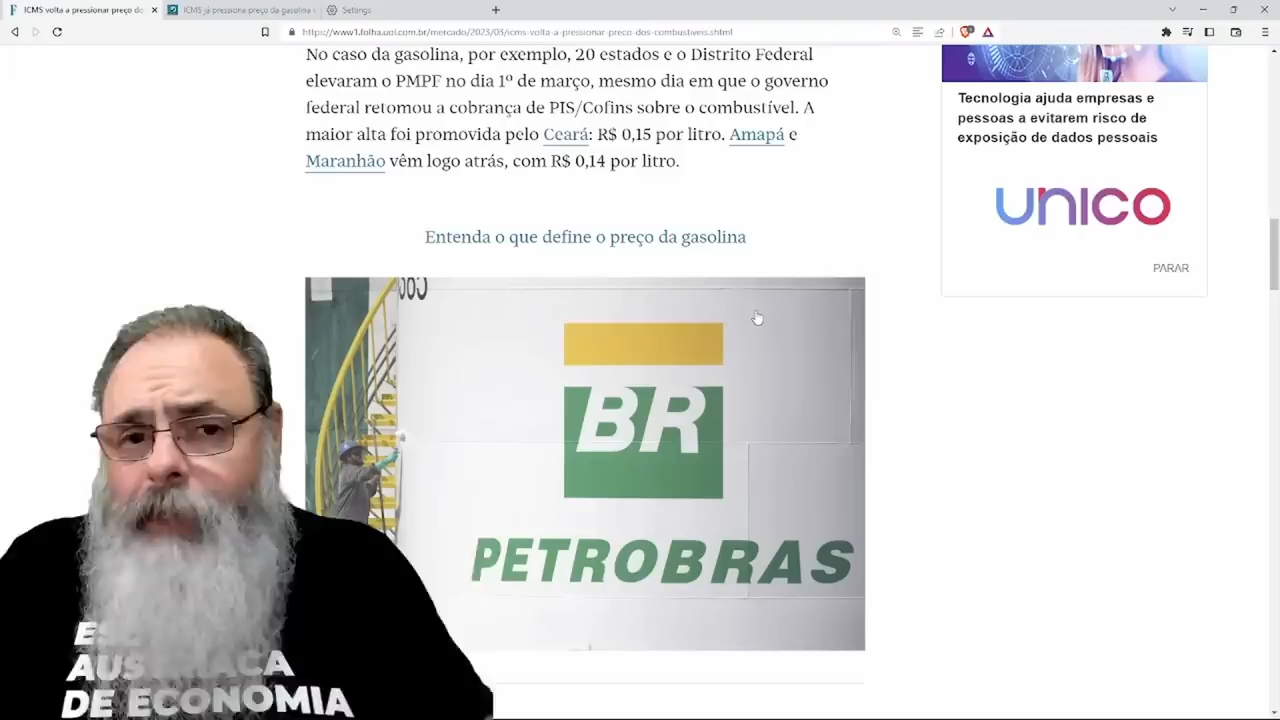 ICMS volta a pressionar preço do
ICMS já pressiona preço da gasolina
Settings
https://www1.folha.uol.com.br/mercado/2023/03/icms-volta-a-pressionar-preco-dos-combustiveis.shtml
No caso da gasolina, por exemplo, 20 estados e o Distrito Federal
elevaram o PMPF no dia 1º de março, mesmo dia em que o governo
federal retomou a cobrança de PIS/Cofins sobre o combustível. A
maior alta foi promovida pelo Ceará: R$ 0,15 por litro. Amapá e
Maranhão vêm logo atrás, com R$ 0,14 por litro.
Tecnologia ajuda empresas e
pessoas a evitarem risco de
exposição de dados pessoais
unico
PARAR
Entenda o que define o preço da gasolina
BR
PETROBRAS
DE ECONOMIA